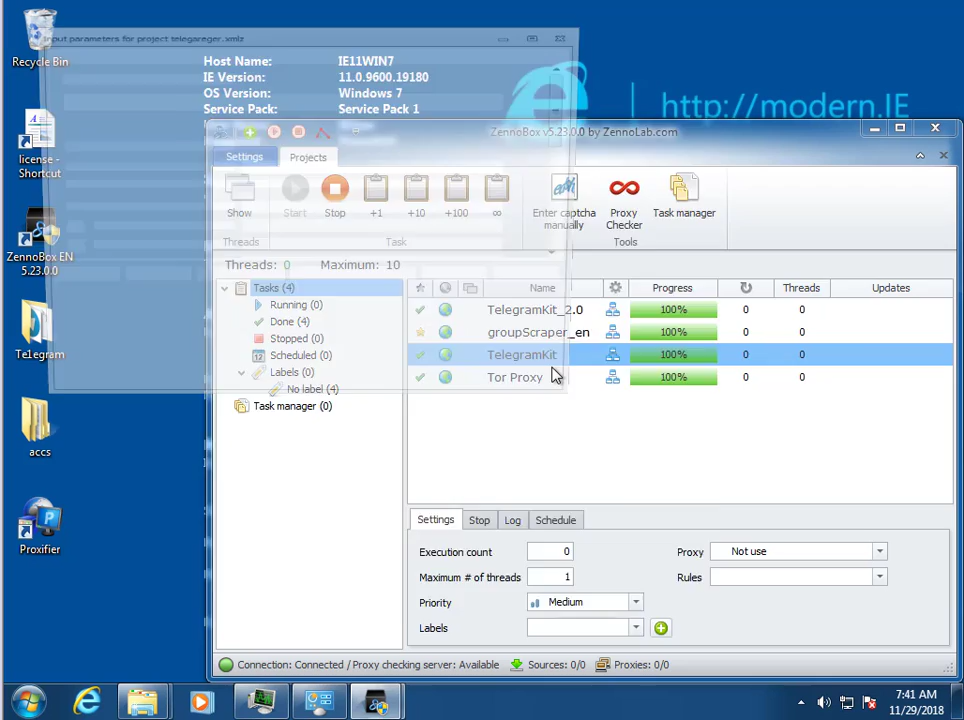 Recycle Bin
license -
Shortcut
ZennoBox EN
5.23.0.0
Telegram
accs
Proxifier
Input parameters for project telegareger.xmlz
Host Name: IE11WIN7
IE Version: 11.0.9600.19180
OS Version: Windows 7
Service Pack: Service Pack 1
http://modern.IE
ZennoBox v5.23.0.0 by ZennoLab.com
Settings Projects
Show Start Stop +1 +10 +100 ∞
Enter captcha
manually
Proxy
Checker
Task manager
Threads Task Tools
Threads: 0 Maximum: 10
Tasks (4)
Running (0)
Done (4)
Stopped (0)
12 Scheduled (0)
Labels (0)
No label (4)
Task manager (0)
Name Progress Threads Updates
TelegramKit_2.0 100% 0 0
groupScraper_en 100% 0 0
TelegramKit 100% 0 0
Tor Proxy 100% 0 0
Settings Stop Log Schedule
Execution count 0 Proxy Not use
Maximum # of threads 1 Rules
Priority Medium
Labels
Connection: Connected / Proxy checking server: Available Sources: 0/0 Proxies: 0/0
7:41 AM
11/29/2018